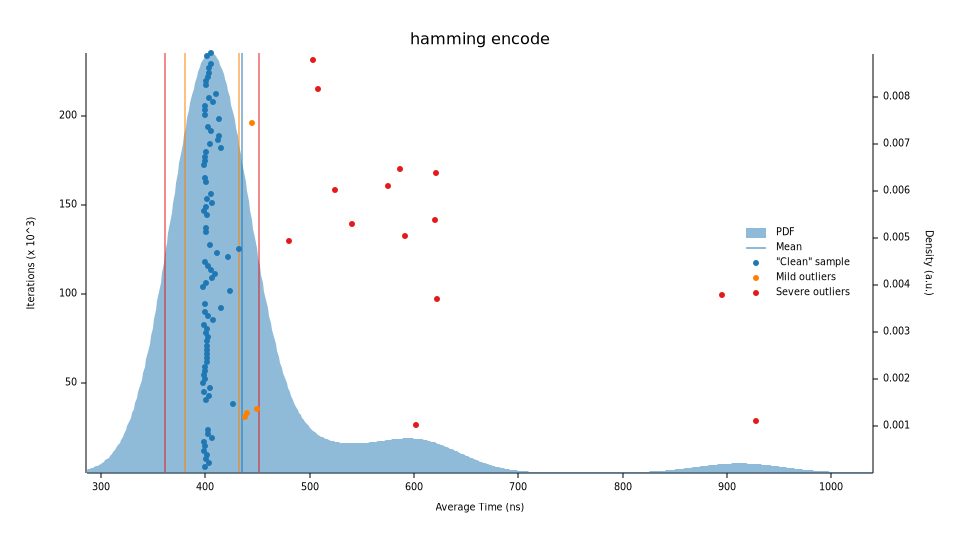 hamming encode
Iterations (x 10^3)
200
150
100
50
0.008
0.007
0.006
0.005
0.004
0.003
0.002
0.001
Density (a.u.)
PDF
Mean
"Clean" sample
Mild outliers
Severe outliers
300 400 500 600 700 800 900 1000
Average Time (ns)